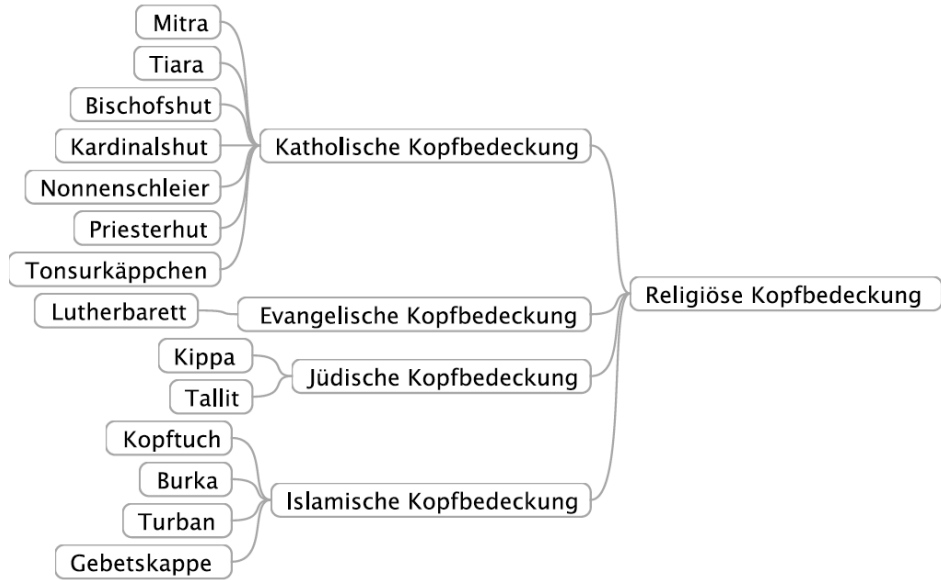 Mitra
Tiara
Bischofshut
Kardinalshut
Katholische Kopfbedeckung
Nonnenschleier
Priesterhut
Tonsurkäppchen
Religiöse Kopfbedeckung
Lutherbarett
Evangelische Kopfbedeckung
Kippa
Jüdische Kopfbedeckung
Tallit
Kopftuch
Burka
Islamische Kopfbedeckung
Turban
Gebetskappe